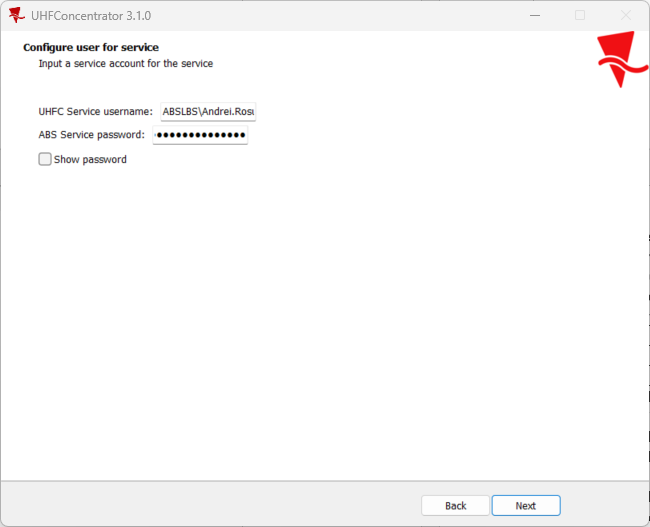 UHFConcentrator 3.1.0
Configure user for service
Input a service account for the service
UHFC Service username: ABSLBS\Andrei.Rosu
ABS Service password: ••••••••••••••
Show password
Back Next